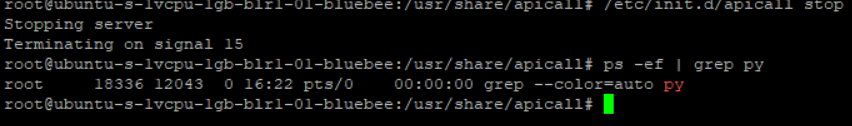 root@ubuntu-s-1vcpu-1gb-blr1-01-bluebee:/usr/share/apicall# /etc/init.d/apicall stop
Stopping server
Terminating on signal 15
root@ubuntu-s-1vcpu-1gb-blr1-01-bluebee:/usr/share/apicall# ps -ef | grep py
root     18336 12043  0 16:22 pts/0    00:00:00 grep --color=auto py
root@ubuntu-s-1vcpu-1gb-blr1-01-bluebee:/usr/share/apicall#